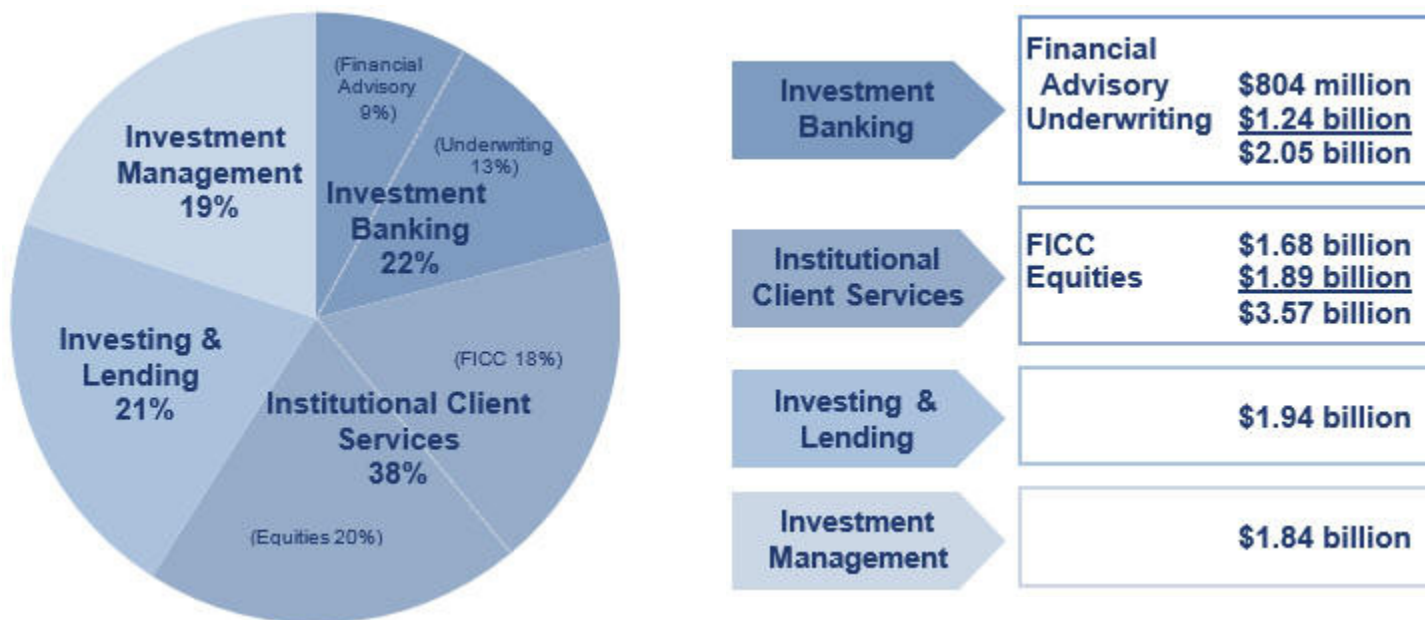 (Financial
Advisory
9%)
(Underwriting
13%)
Investment
Banking
22%
Investment
Management
19%
Investing &
Lending
21%
(FICC 18%)
Institutional Client
Services
38%
(Equities 20%)
Investment
Banking
Financial
Advisory $804 million
Underwriting $1.24 billion
$2.05 billion
Institutional
Client Services
FICC $1.68 billion
Equities $1.89 billion
$3.57 billion
Investing &
Lending
$1.94 billion
Investment
Management
$1.84 billion